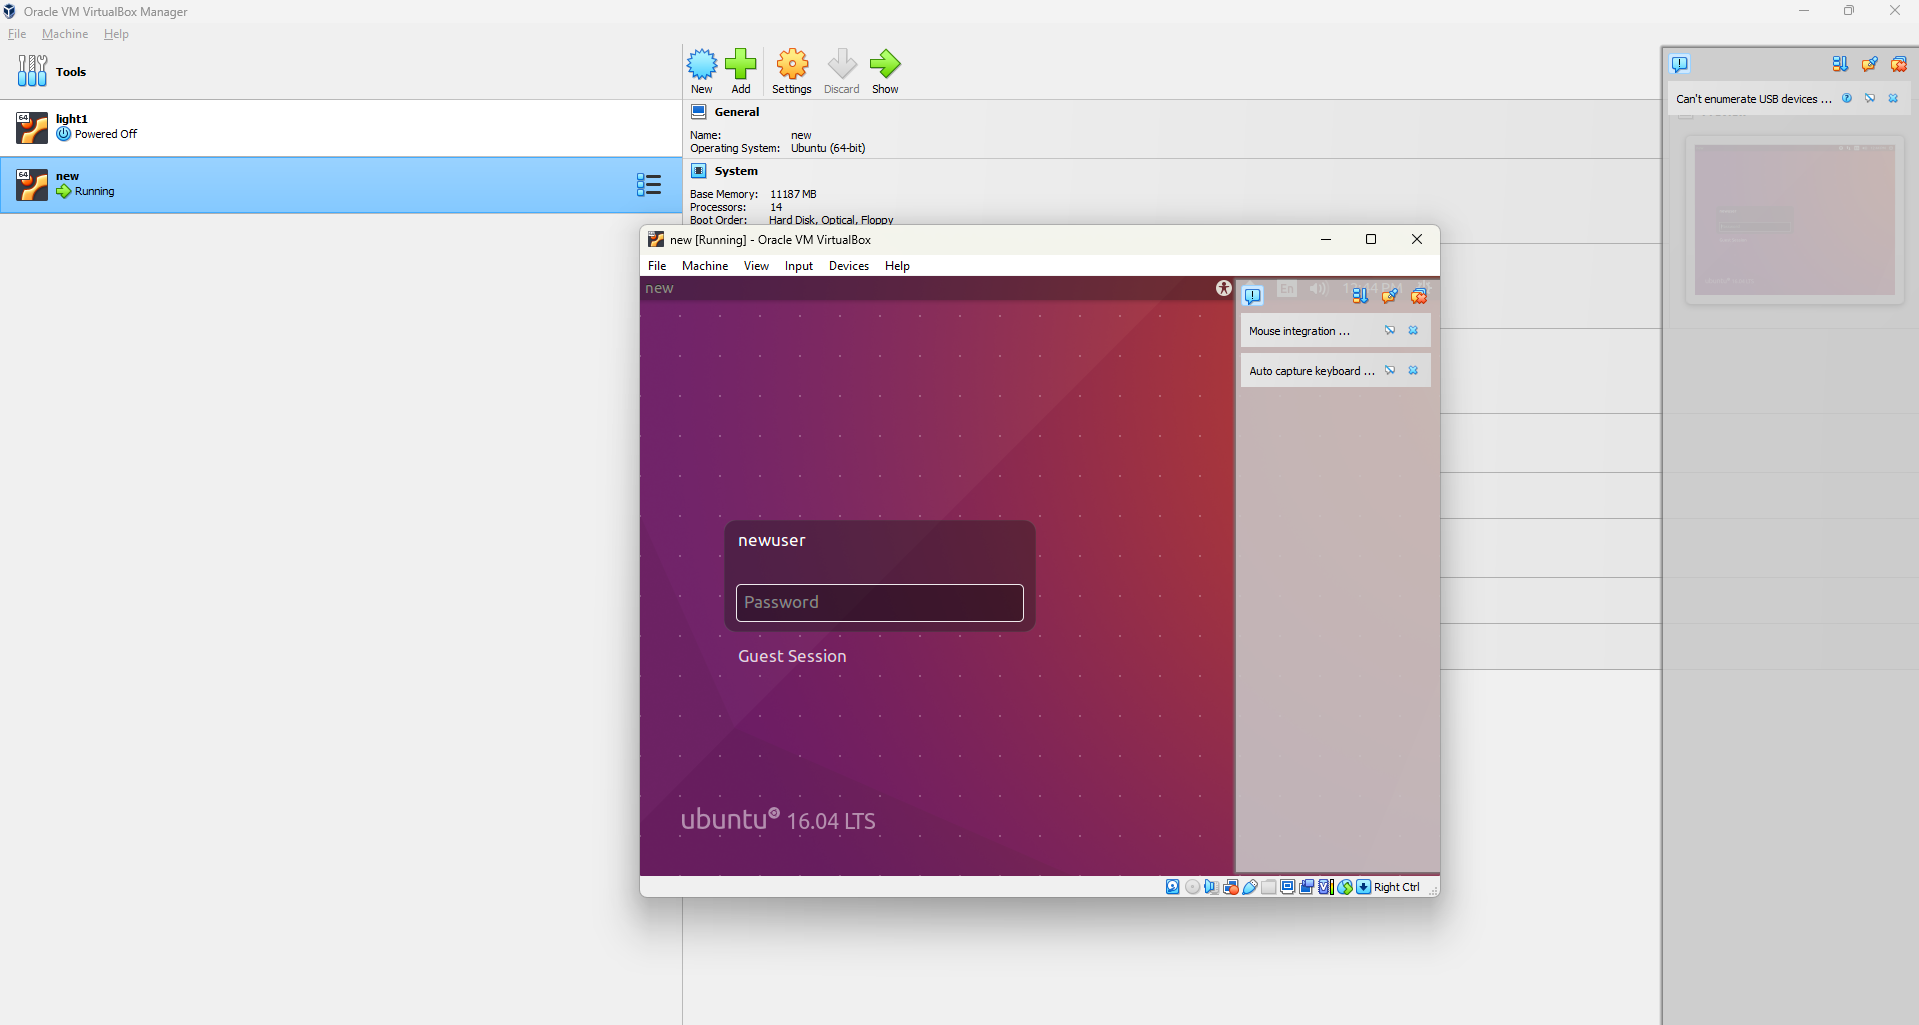 Oracle VM VirtualBox Manager
File Machine Help
Tools
New Add Settings Discard Show
64
light1
Powered Off
64
new
Running
General
Name: new
Operating System: Ubuntu (64-bit)
System
Base Memory: 11187 MB
Processors: 14
Boot Order: Hard Disk, Optical, Floppy
Can't enumerate USB devices ...
new [Running] - Oracle VM VirtualBox
File Machine View Input Devices Help
new
En
Mouse integration ...
Auto capture keyboard ...
newuser
Password
Guest Session
ubuntu 16.04 LTS
Right Ctrl